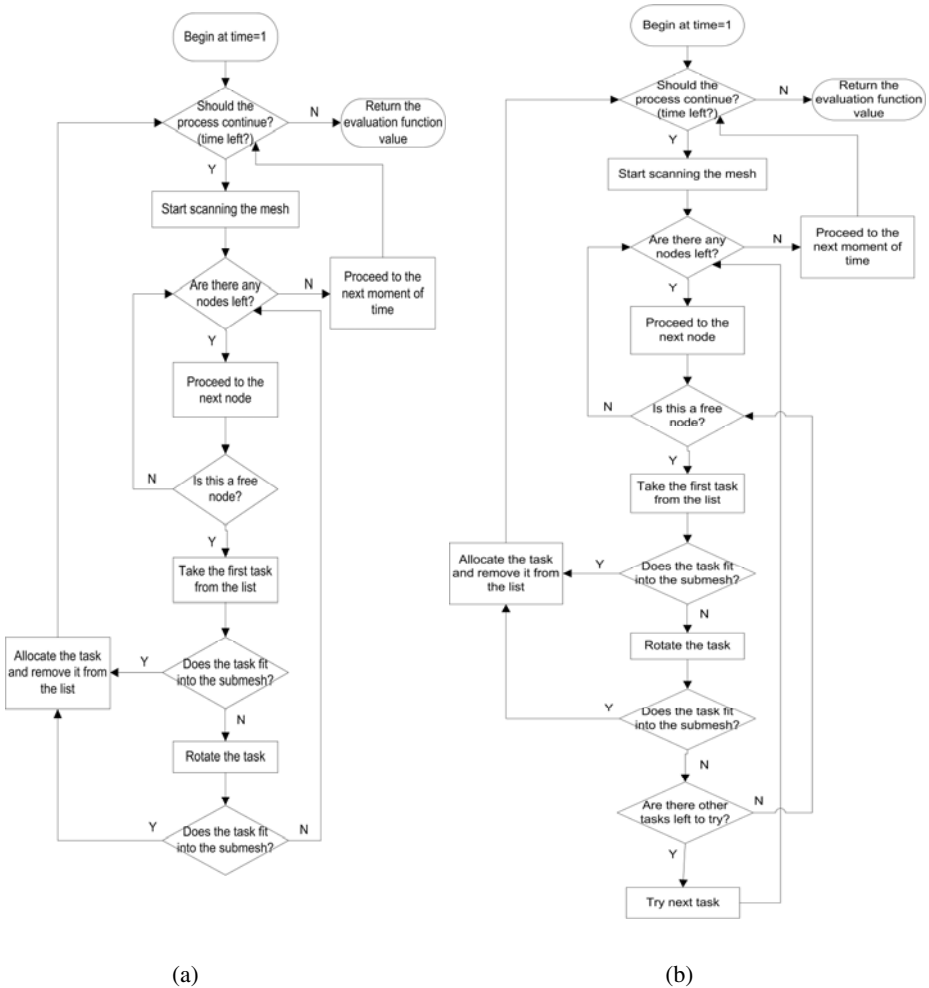 Begin at time=1
Should the
process continue?
(time left?)
N
Return the
evaluation function
value
Y
Start scanning the mesh
Are there any
nodes left?
N
Proceed to the
next moment of
time
Y
Proceed to the
next node
Is this a free
node?
N
Y
Take the first task
from the list
Does the task fit
into the submesh?
Y
Allocate the task
and remove it from
the list
N
Rotate the task
Does the task fit
into the submesh?
Y
N
(a)
Begin at time=1
Should the
process continue?
(time left?)
N
Return the
evaluation function
value
Y
Start scanning the mesh
Are there any
nodes left?
N
Proceed to the
next moment of
time
Y
Proceed to the
next node
Is this a free
node?
N
Y
Take the first task
from the list
Does the task fit
into the submesh?
Y
Allocate the task
and remove it from
the list
N
Rotate the task
Does the task fit
into the submesh?
Y
N
Are there other
tasks left to try?
N
Y
Try next task
(b)